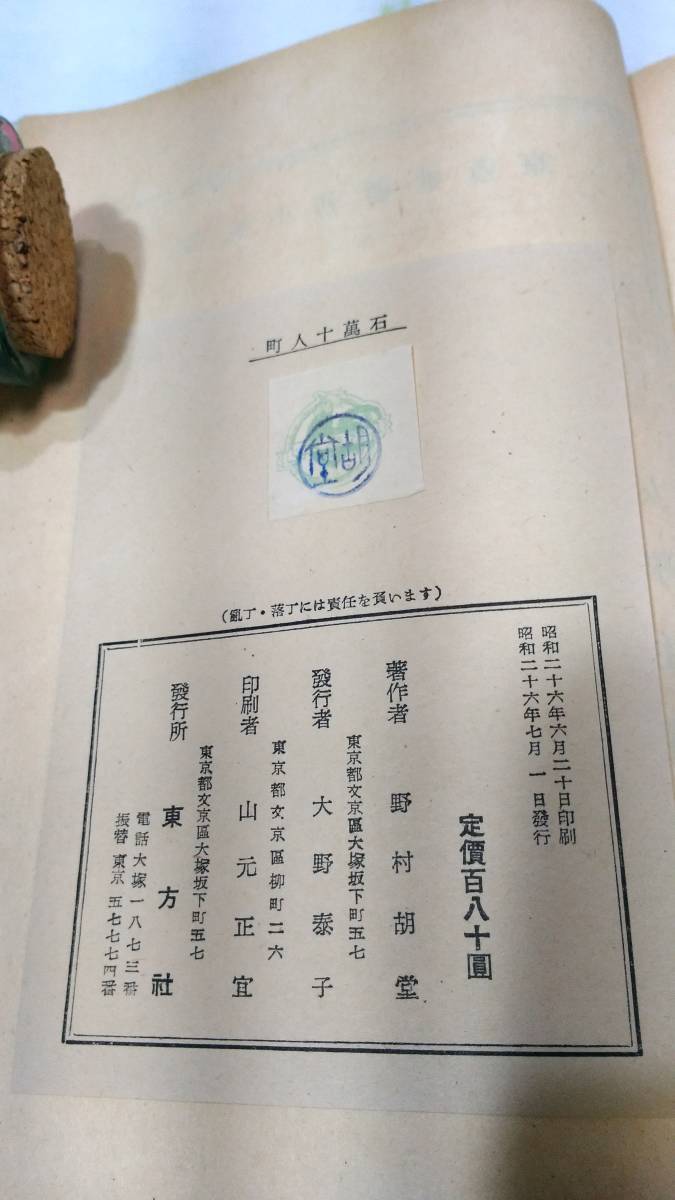 町人十萬石
胡堂
(亂丁・落丁には責任を負います)
昭和二十六年六月二十日印刷
昭和二十六年七月一日發行
定價百八十圓
著作者 野村胡堂
東京都文京區大塚坂下町五七
發行者 大野泰子
東京都文京區柳町二六
印刷者 山元正宜
東京都文京區大塚坂下町五七
發行所 東方社
電話大塚一八七三番
振替東京五七七七四番